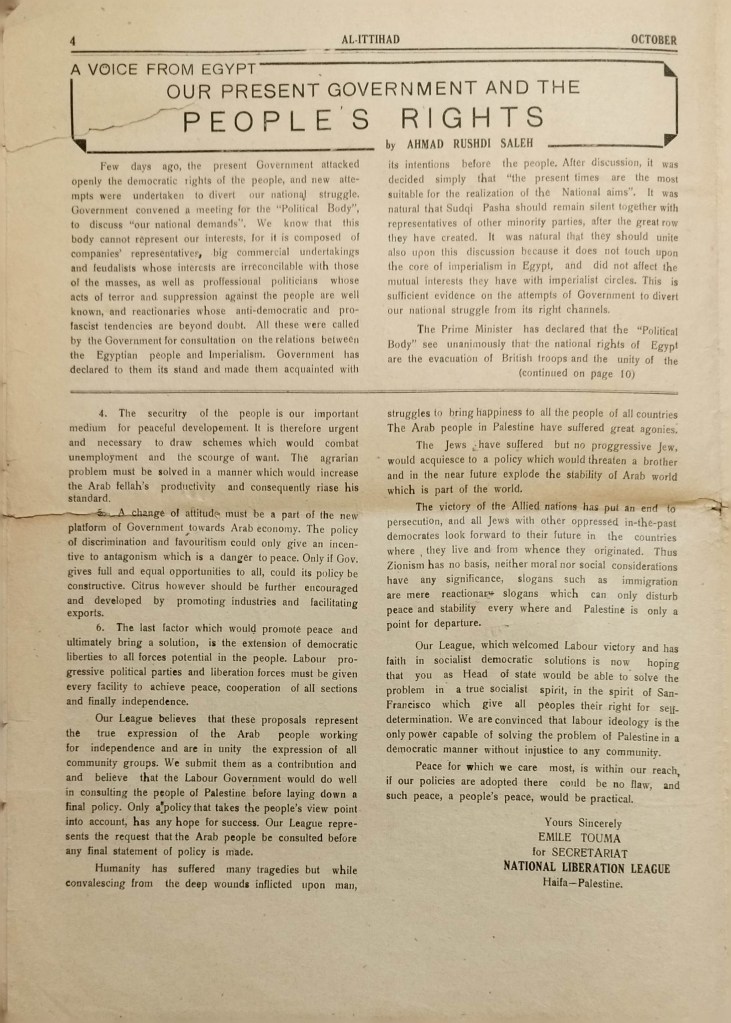 4
AL-ITTIHAD
OCTOBER
A VOICE FROM EGYPT
OUR PRESENT GOVERNMENT AND THE
PEOPLE'S RIGHTS
by AHMAD RUSHDI SALEH
Few days ago, the present Government attacked
openly the democratic rights of the people, and new atte-
mpts were undertaken to divert our national struggle.
Government convened a meeting for the "Political Body",
to discuss "our national demands". We know that this
body cannot represent our interests, for it is composed of
companies' representatives, big commercial undertakings
and feudalists whose interests are irreconcilable with those
of the masses, as well as proffessional politicians whose
acts of terror and suppression against the people are well
known, and reactionaries whose anti-democratic and pro-
fascist tendencies are beyond doubt. All these were called
by the Government for consultation on the relations between
the Egyptian people and Imperialism. Government has
declared to them its stand and made them acquainted with
its intentions before the people. After discussion, it was
decided simply that "the present times are the most
suitable for the realization of the National aims". It was
natural that Sudqi Pasha should remain silent together with
representatives of other minority parties, after the great row
they have created. It was natural that they should unite
also upon this discussion because it does not touch upon
the core of imperialism in Egypt, and did not affect the
mutual interests they have with imperialist circles. This is
sufficient evidence on the attempts of Government to divert
our national struggle from its right channels.
The Prime Minister has declared that the "Political
Body" see unanimously that the national rights of Egypt
are the evacuation of British troops and the unity of the
(continued on page 10)
4. The securitry of the people is our important
medium for peaceful developement. It is therefore urgent
and necessary to draw schemes which would combat
unemployment and the scourge of want. The agrarian
problem must be solved in a manner which would increase
the Arab fellah's productivity and consequently riase his
standard.
5. A change of attitude must be a part of the new
platform of Government towards Arab economy. The policy
of discrimination and favouritism could only give an incen-
tive to antagonism which is a danger to peace. Only if Gov.
gives full and equal opportunities to all, could its policy be
constructive. Citrus however should be further encouraged
and developed by promoting industries and facilitating
exports.
6. The last factor which would promote peace and
ultimately bring a solution, is the extension of democratic
liberties to all forces potential in the people. Labour pro-
gressive political parties and liberation forces must be given
every facility to achieve peace, cooperation of all sections
and finally independence.
Our League believes that these proposals represent
the true expression of the Arab people working
for independence and are in unity the expression of all
community groups. We submit them as a contribution and
and believe that the Labour Government would do well
in consulting the people of Palestine before laying down a
final policy. Only a policy that takes the people's view point
into account, has any hope for success. Our League repre-
sents the request that the Arab people be consulted before
any final statement of policy is made.
Humanity has suffered many tragedies but while
convalescing from the deep wounds inflicted upon man,
struggles to bring happiness to all the people of all countries
The Arab people in Palestine have suffered great agonies.
The Jews have suffered but no proggressive Jew,
would acquiesce to a policy which would threaten a brother
and in the near future explode the stability of Arab world
which is part of the world.
The victory of the Allied nations has put an end to
persecution, and all Jews with other oppressed in-the-past
democrates look forward to their future in the countries
where they live and from whence they originated. Thus
Zionism has no basis, neither moral nor social considerations
have any significance, slogans such as immigration
are mere reactionary slogans which can only disturb
peace and stability every where and Palestine is only a
point for departure.
Our League, which welcomed Labour victory and has
faith in socialist democratic solutions is now hoping
that you as Head of state would be able to solve the
problem in a true socialist spirit, in the spirit of San-
Francisco which give all peoples their right for self-
determination. We are convinced that labour ideology is the
only power capable of solving the problem of Palestine in a
democratic manner without injustice to any community.
Peace for which we care most, is within our reach,
if our policies are adopted there could be no flaw, and
such peace, a people's peace, would be practical.
Yours Sincerely
EMILE TOUMA
for SECRETARIAT
NATIONAL LIBERATION LEAGUE
Haifa—Palestine.